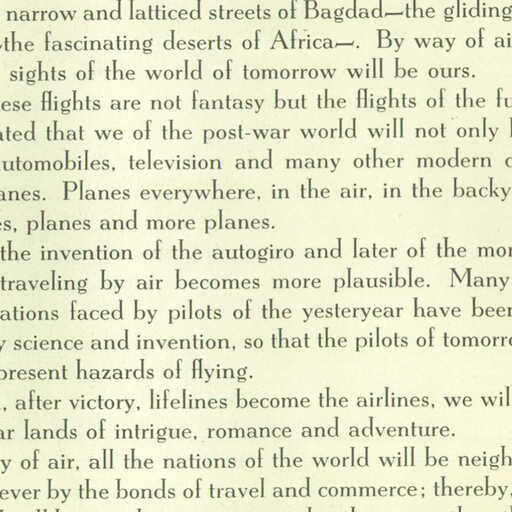 narrow and latticed streets of Bagdad—the gliding
the fascinating deserts of Africa—. By way of ai
sights of the world of tomorrow will be ours.
ese flights are not fantasy but the flights of the fu
ated that we of the post-war world will not only
utomobiles, television and many other modern
anes. Planes everywhere, in the air, in the backy
es, planes and more planes.
the invention of the autogiro and later of the mor
traveling by air becomes more plausible. Many
ations faced by pilots of the yesteryear have been
y science and invention, so that the pilots of tomorro
present hazards of flying.
, after victory, lifelines become the airlines, we wil
ar lands of intrigue, romance and adventure.
y of air, all the nations of the world will be neigh
ever by the bonds of travel and commerce; thereby,